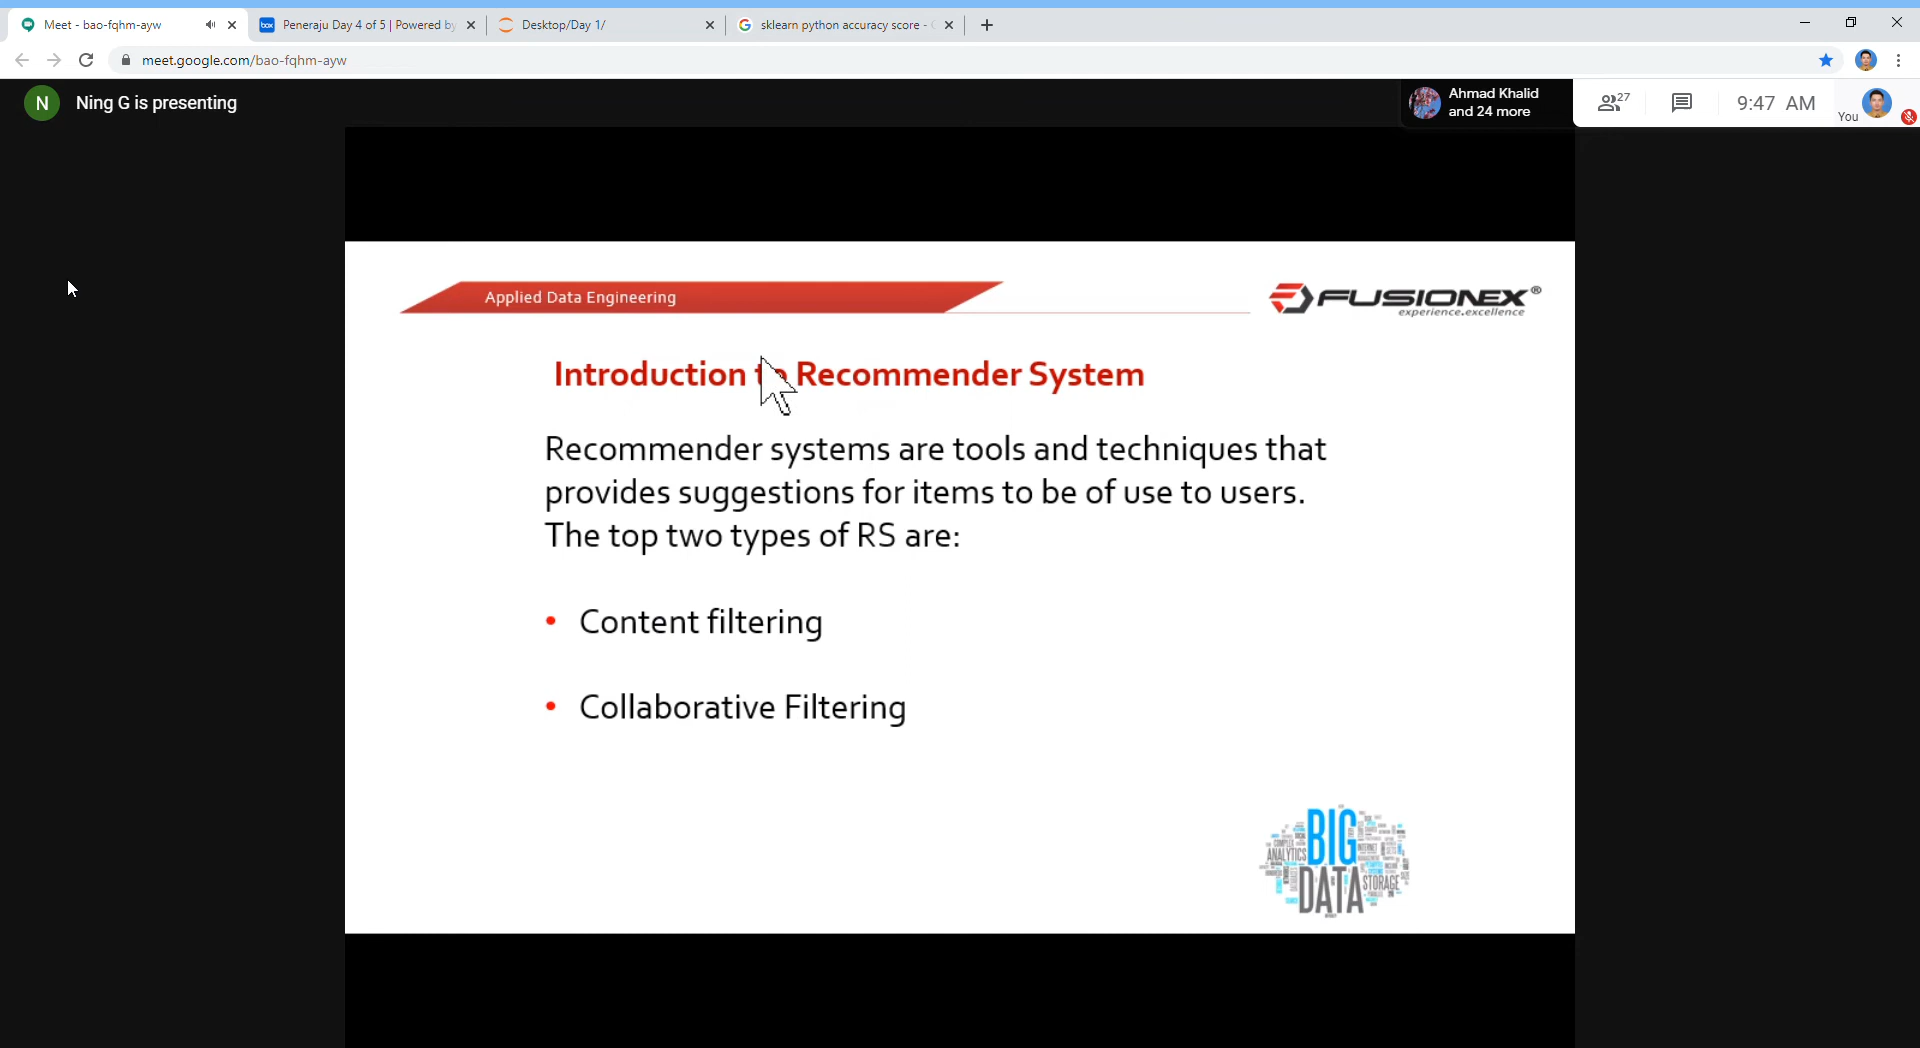 Meet - bao-fqhm-ayw
Peneraju Day 4 of 5 | Powered by
Desktop/Day 1/
sklearn python accuracy score -
meet.google.com/bao-fqhm-ayw
N
Ning G is presenting
Ahmad Khalid
and 24 more
27
9:47 AM
You
Applied Data Engineering
FUSIONEX®
experience.excellence
Introduction to Recommender System
Recommender systems are tools and techniques that
provides suggestions for items to be of use to users.
The top two types of RS are:
• Content filtering
• Collaborative Filtering
BIG
ANALYTICS
INTERNET
DATA
STORAGE